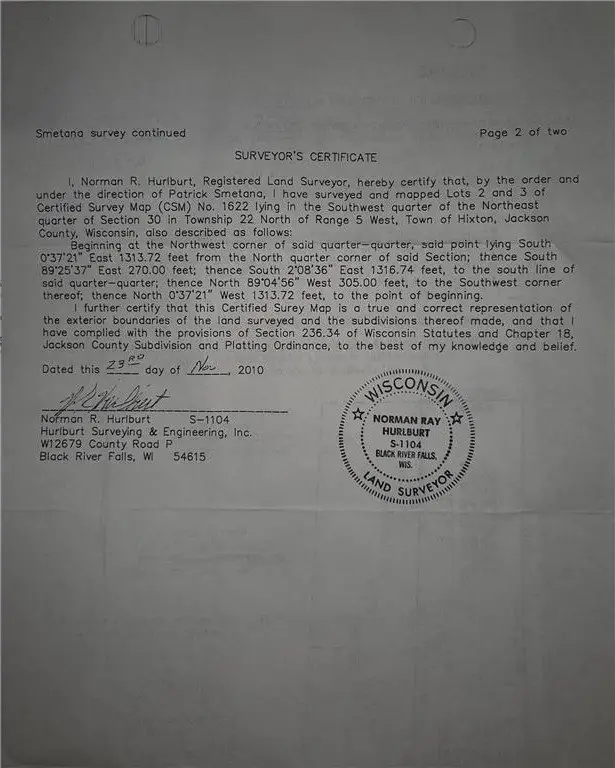 Smetana survey continued Page 2 of two
SURVEYOR'S CERTIFICATE
I, Norman R. Hurlburt, Registered Land Surveyor, hereby certify that, by the order and
under the direction of Patrick Smetana, I have surveyed and mapped Lots 2 and 3 of
Certified Survey Map (CSM) No. 1622 lying in the Southwest quarter of the Northeast
quarter of Section 30 in Township 22 North of Range 5 West, Town of Hixton, Jackson
County, Wisconsin, also described as follows:
Beginning at the Northwest corner of said quarter-quarter, said point lying South
0°37'21" East 1313.72 feet from the North quarter corner of said Section; thence South
89°25'37" East 270.00 feet; thence South 2°08'36" East 1316.74 feet, to the south line of
said quarter-quarter; thence North 89°04'56" West 305.00 feet, to the Southwest corner
thereof; thence North 0°37'21" West 1313.72 feet, to the point of beginning.
I further certify that this Certified Surey Map is a true and correct representation of
the exterior boundaries of the land surveyed and the subdivisions thereof made, and that I
have complied with the provisions of Section 236.34 of Wisconsin Statutes and Chapter 18,
Jackson County Subdivision and Platting Ordinance, to the best of my knowledge and belief.
Dated this 23RD day of Nov, 2010
Norman R. Hurlburt S-1104
Hurlburt Surveying & Engineering, Inc.
W12679 County Road P
Black River Falls, WI 54615
WISCONSIN
NORMAN RAY
HURLBURT
S-1104
BLACK RIVER FALLS,
WIS.
LAND SURVEYOR